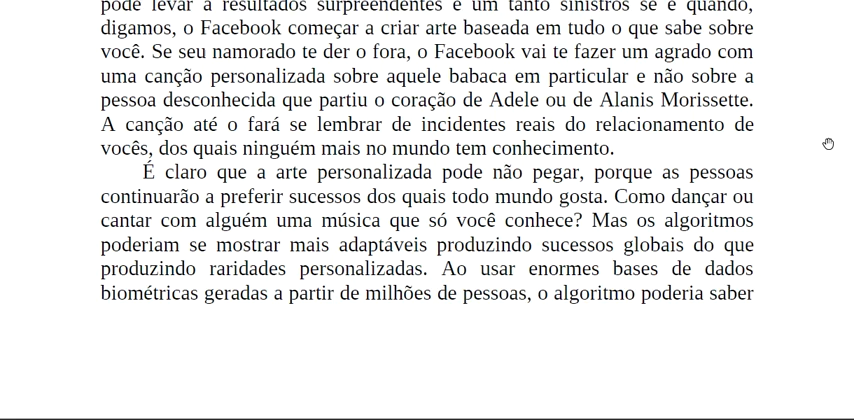 pode levar a resultados surpreendentes e um tanto sinistros se e quando,
digamos, o Facebook começar a criar arte baseada em tudo o que sabe sobre
você. Se seu namorado te der o fora, o Facebook vai te fazer um agrado com
uma canção personalizada sobre aquele babaca em particular e não sobre a
pessoa desconhecida que partiu o coração de Adele ou de Alanis Morissette.
A canção até o fará se lembrar de incidentes reais do relacionamento de
vocês, dos quais ninguém mais no mundo tem conhecimento.
É claro que a arte personalizada pode não pegar, porque as pessoas
continuarão a preferir sucessos dos quais todo mundo gosta. Como dançar ou
cantar com alguém uma música que só você conhece? Mas os algoritmos
poderiam se mostrar mais adaptáveis produzindo sucessos globais do que
produzindo raridades personalizadas. Ao usar enormes bases de dados
biométricas geradas a partir de milhões de pessoas, o algoritmo poderia saber